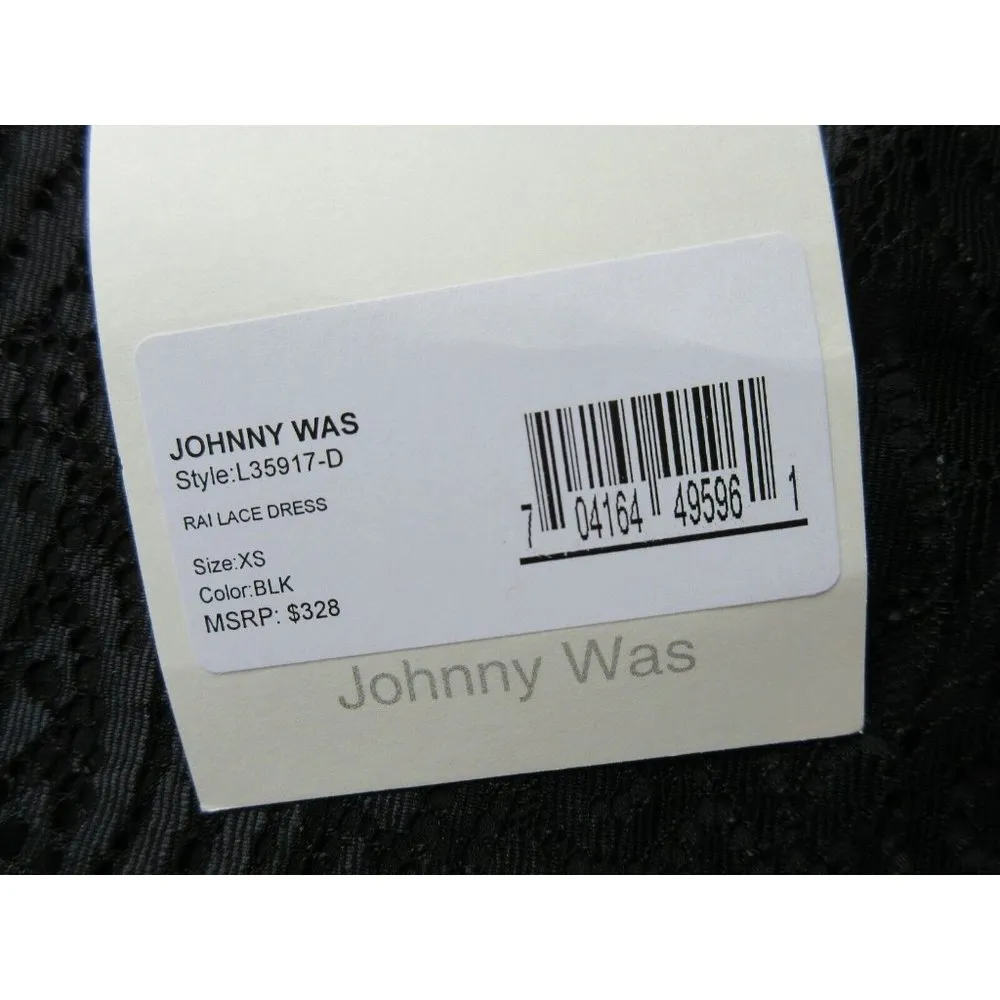 JOHNNY WAS
Style:L35917-D
RAI LACE DRESS
Size:XS
Color:BLK
MSRP: $328
7 04164 49596 1
Johnny Was